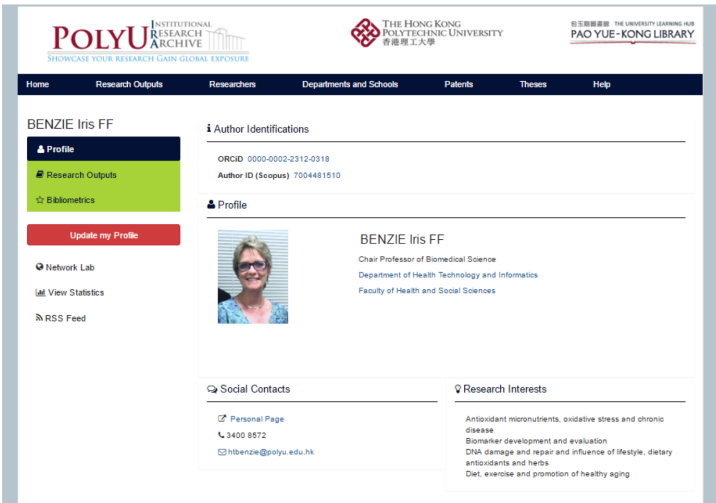 POLYU INSTITUTIONAL RESEARCH ARCHIVE
SHOWCASE YOUR RESEARCH GAIN GLOBAL EXPOSURE
THE HONG KONG
POLYTECHNIC UNIVERSITY
香港理工大學
包玉剛圖書館 THE UNIVERSITY LEARNING HUB
PAO YUE-KONG LIBRARY
Home Research Outputs Researchers Departments and Schools Patents Theses Help
BENZIE Iris FF
Profile
Research Outputs
Bibliometrics
Update my Profile
Network Lab
View Statistics
RSS Feed
Author Identifications
ORCiD 0000-0002-2312-0318
Author ID (Scopus) 7004481510
Profile
BENZIE Iris FF
Chair Professor of Biomedical Science
Department of Health Technology and Informatics
Faculty of Health and Social Sciences
Social Contacts
Personal Page
3400 8572
htbenzie@polyu.edu.hk
Research Interests
Antioxidant micronutrients, oxidative stress and chronic
disease
Biomarker development and evaluation
DNA damage and repair and influence of lifestyle, dietary
antioxidants and herbs
Diet, exercise and promotion of healthy aging